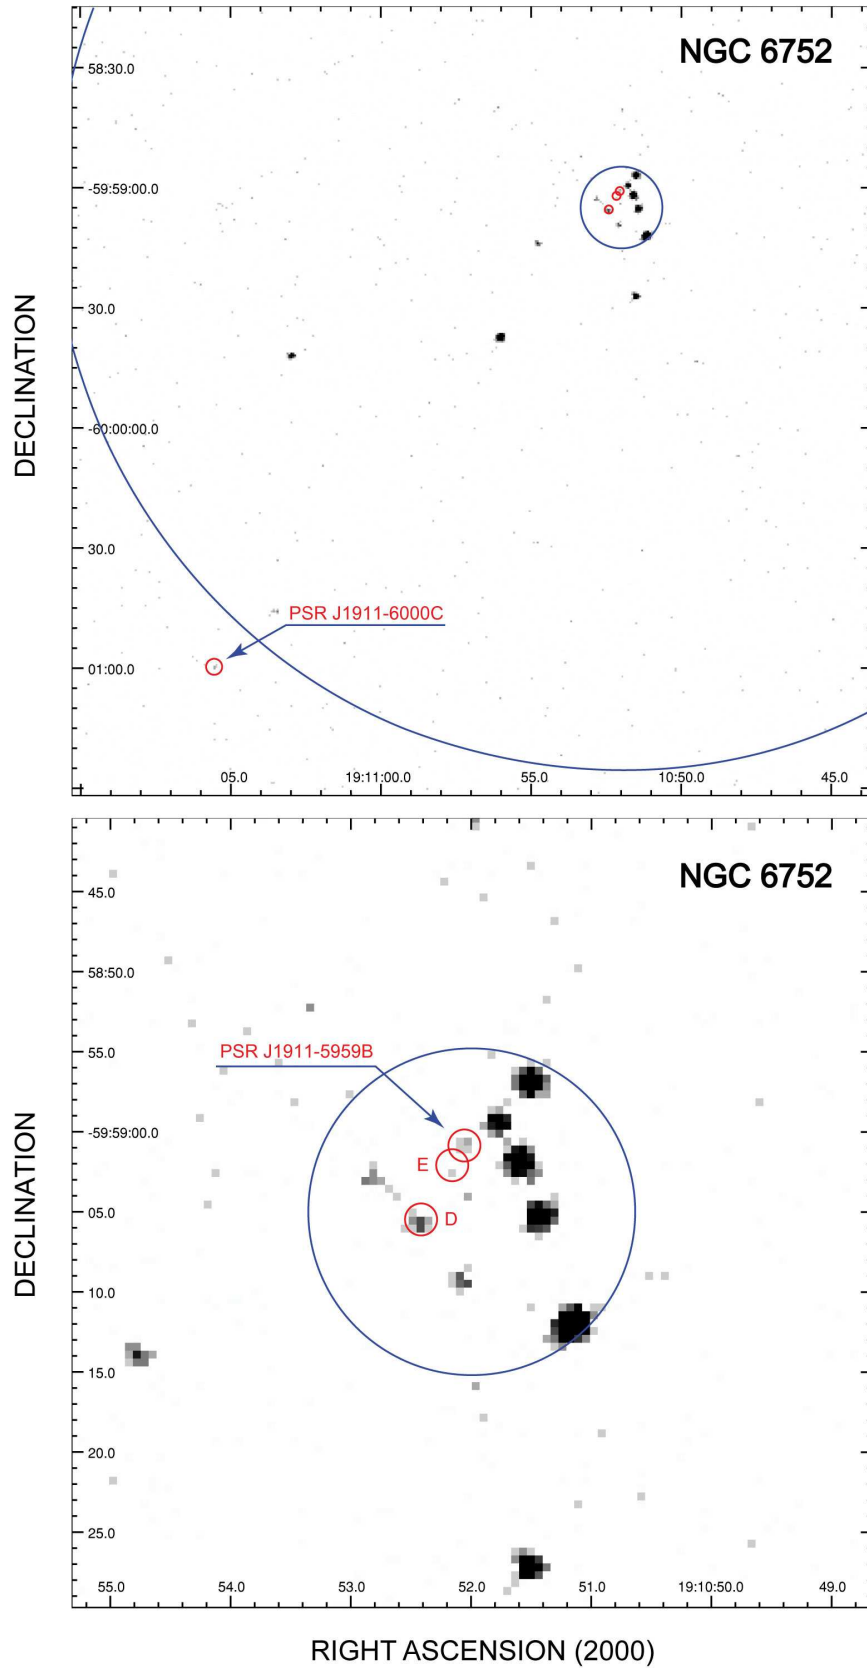 NGC 6752
58:30.0
-59:59:00.0
30.0
-60:00:00.0
30.0
01:00.0
DECLINATION
PSR J1911-6000C
05.0 19:11:00.0 55.0 10:50.0 45.0
NGC 6752
45.0
58:50.0
55.0
-59:59:00.0
05.0
10.0
15.0
20.0
25.0
DECLINATION
PSR J1911-5959B
E
D
55.0 54.0 53.0 52.0 51.0 19:10:50.0 49.0
RIGHT ASCENSION (2000)